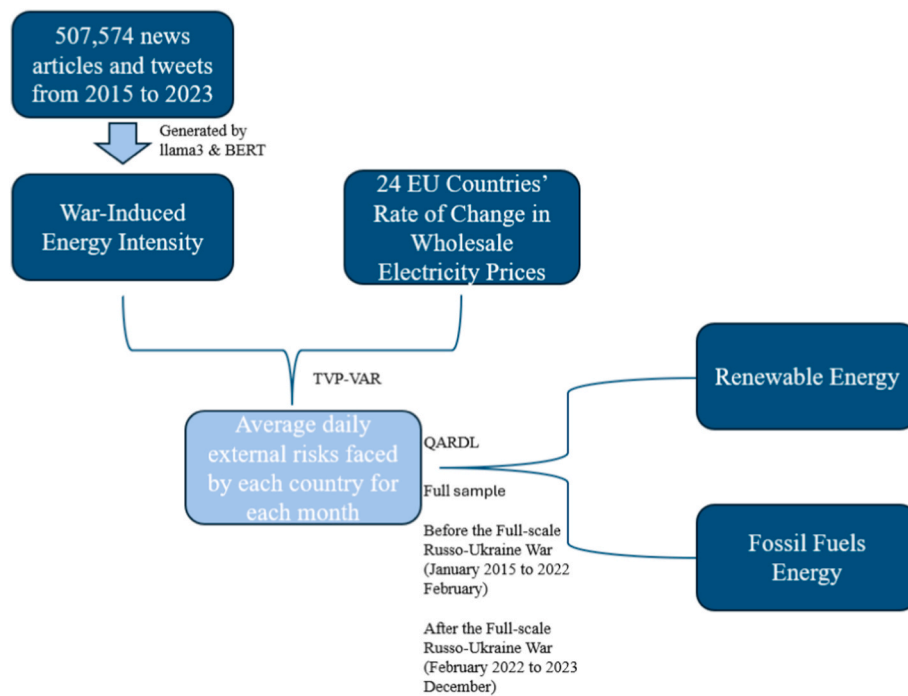 507,574 news
articles and tweets
from 2015 to 2023
Generated by
llama3 & BERT
War-Induced
Energy Intensity
24 EU Countries'
Rate of Change in
Wholesale
Electricity Prices
TVP-VAR
Average daily
external risks faced
by each country for
each month
QARDL
Full sample
Before the Full-scale
Russo-Ukraine War
(January 2015 to 2022
February)
After the Full-scale
Russo-Ukraine War
(February 2022 to 2023
December)
Renewable Energy
Fossil Fuels
Energy